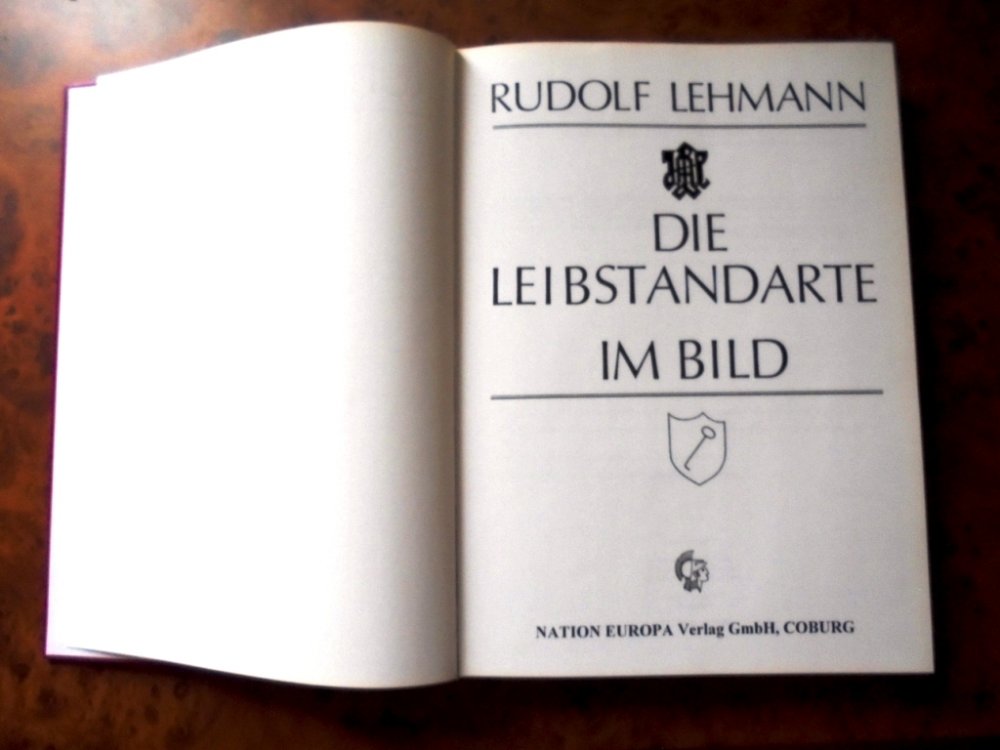 RUDOLF LEHMANN
DIE
LEIBSTANDARTE
IM BILD
NATION EUROPA Verlag GmbH, COBURG